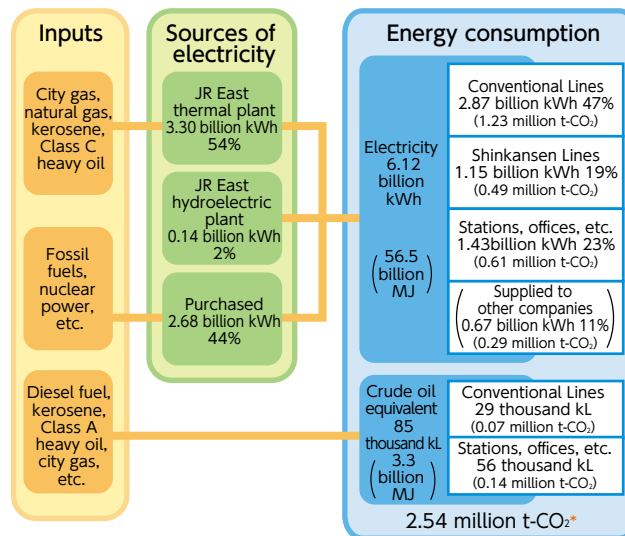 Inputs
City gas,
natural gas,
kerosene,
Class C
heavy oil
Fossil
fuels,
nuclear
power,
etc.
Diesel fuel,
kerosene,
Class A
heavy oil,
city gas,
etc.
Sources of
electricity
JR East
thermal plant
3.30 billion kWh
54%
JR East
hydroelectric
plant
0.14 billion kWh
2%
Purchased
2.68 billion kWh
44%
Energy consumption
Electricity
6.12
billion
kWh
(56.5
billion
MJ)
Conventional Lines
2.87 billion kWh 47%
(1.23 million t-CO₂)
Shinkansen Lines
1.15 billion kWh 19%
(0.49 million t-CO₂)
Stations, offices, etc.
1.43billion kWh 23%
(0.61 million t-CO₂)
(Supplied to
other companies
0.67 billion kWh 11%
(0.29 million t-CO₂))
Crude oil
equivalent
85
thousand kL
(3.3
billion
MJ)
Conventional Lines
29 thousand kL
(0.07 million t-CO₂)
Stations, offices, etc.
56 thousand kL
(0.14 million t-CO₂)
2.54 million t-CO₂*